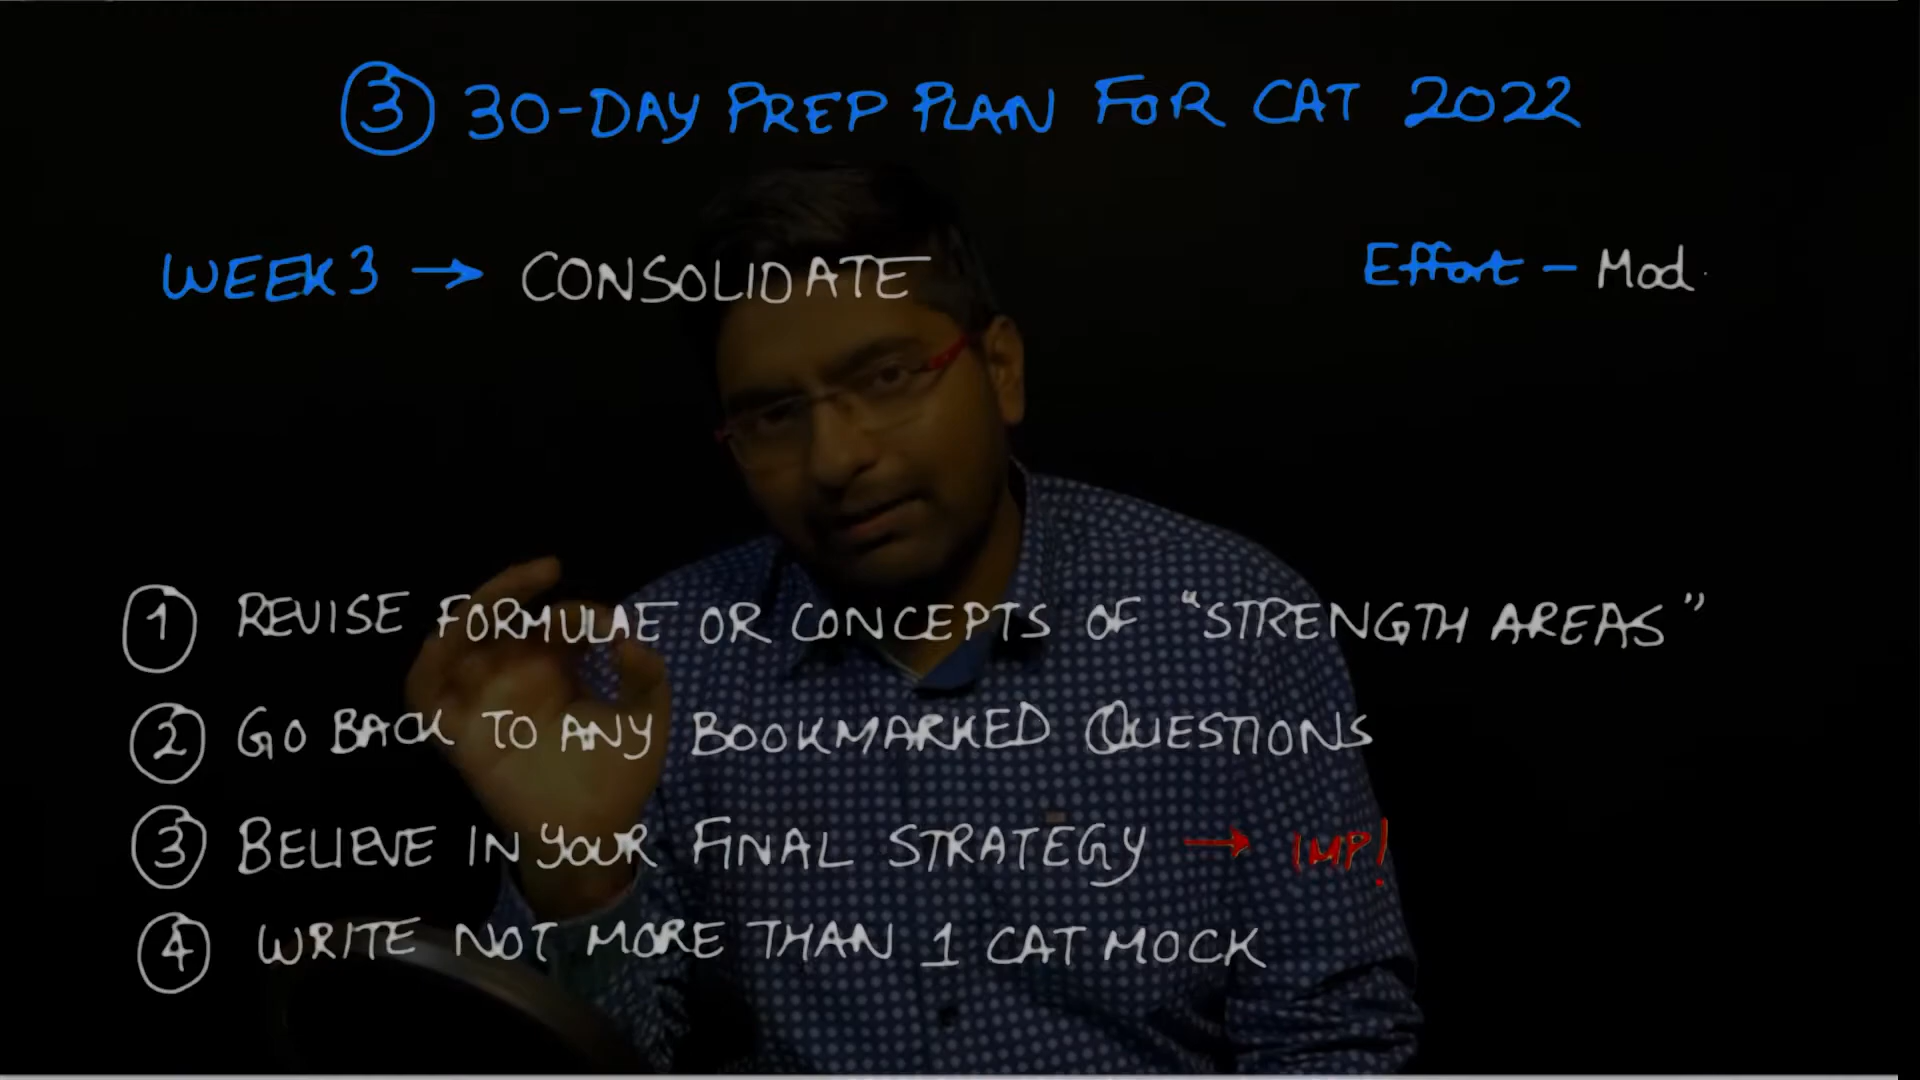 3 30-DAY PREP PLAN FOR CAT 2022
WEEK 3 → CONSOLIDATE Effort - Mod.
1 REVISE FORMULAE OR CONCEPTS OF "STRENGTH AREAS"
2 GO BACK TO ANY BOOKMARKED QUESTIONS
3 BELIEVE IN YOUR FINAL STRATEGY → IMP!
4 WRITE NOT MORE THAN 1 CAT MOCK